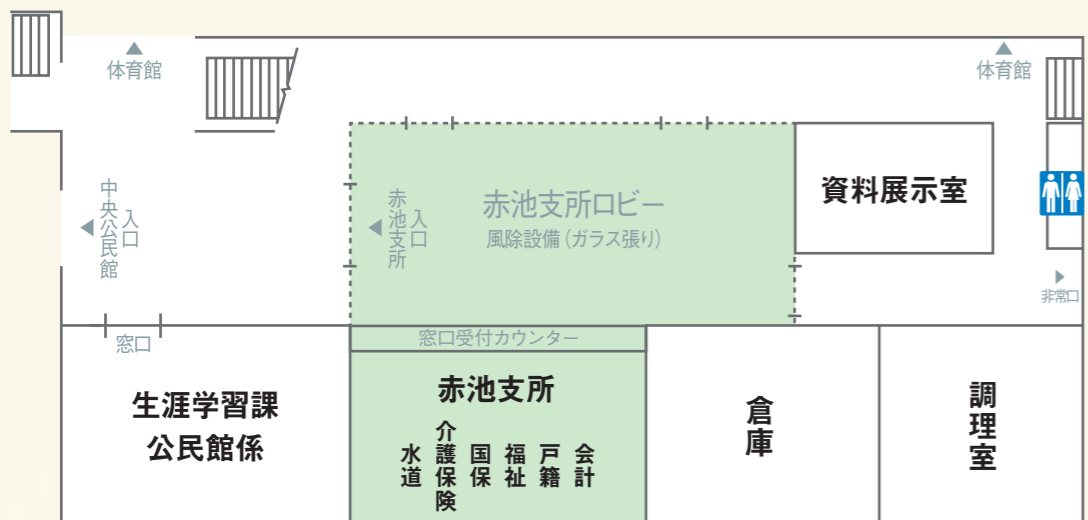 体育館
体育館
中央公民館
入口
赤池支所
入口
赤池支所ロビー
風除設備(ガラス張り)
資料展示室
非常口
窓口
窓口受付カウンター
生涯学習課
公民館係
赤池支所
水道
介護保険
国保
福祉
戸籍
会計
倉庫
調理室